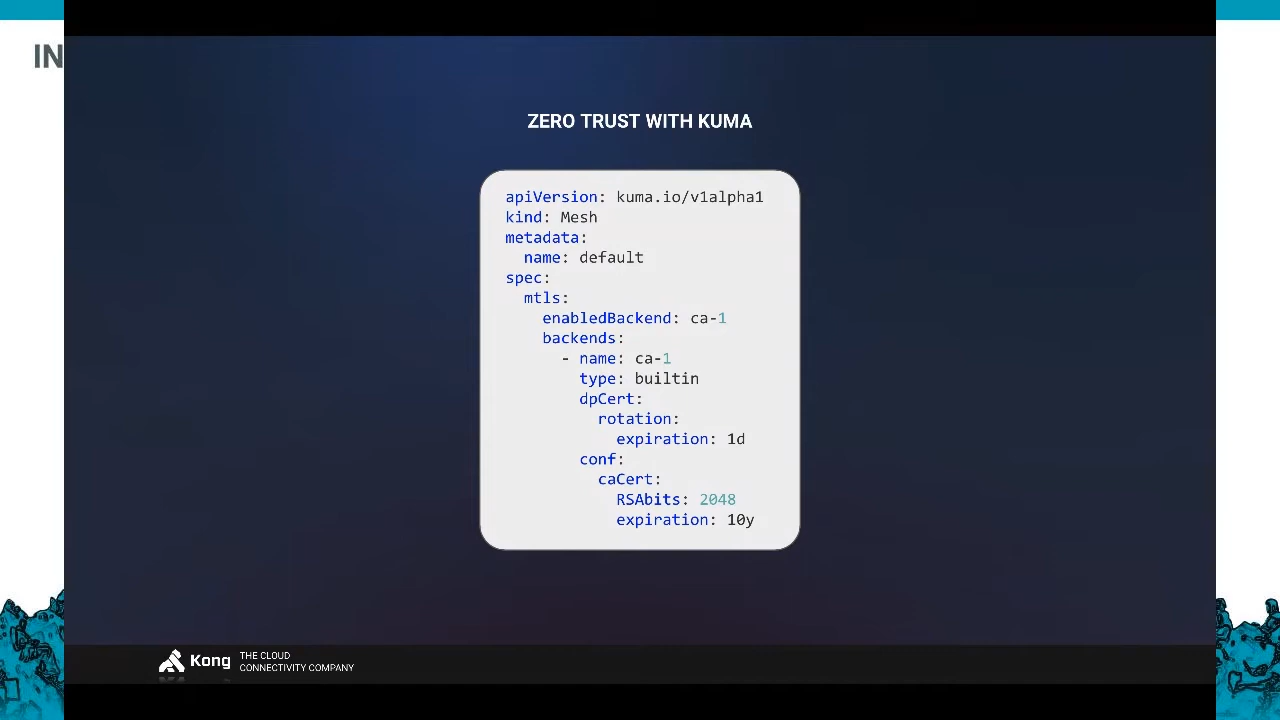 IN
ZERO TRUST WITH KUMA
apiVersion: kuma.io/v1alpha1
kind: Mesh
metadata:
  name: default
spec:
  mtls:
    enabledBackend: ca-1
    backends:
      - name: ca-1
        type: builtin
        dpCert:
          rotation:
            expiration: 1d
        conf:
          caCert:
            RSAbits: 2048
            expiration: 10y
Kong
THE CLOUD
CONNECTIVITY COMPANY